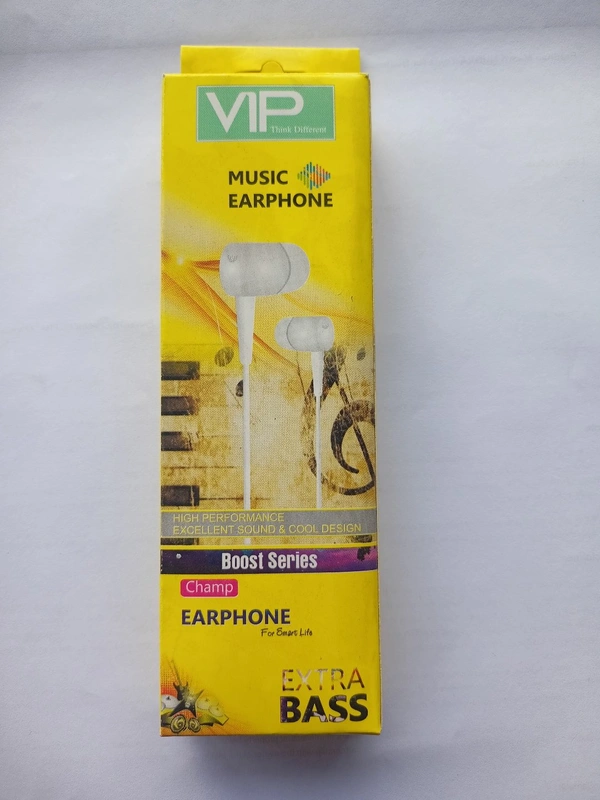 VIP
Think Different
MUSIC
EARPHONE
HIGH PERFORMANCE
EXCELLENT SOUND & COOL DESIGN
Boost Series
Champ
EARPHONE
For Smart Life
EXTRA
BASS